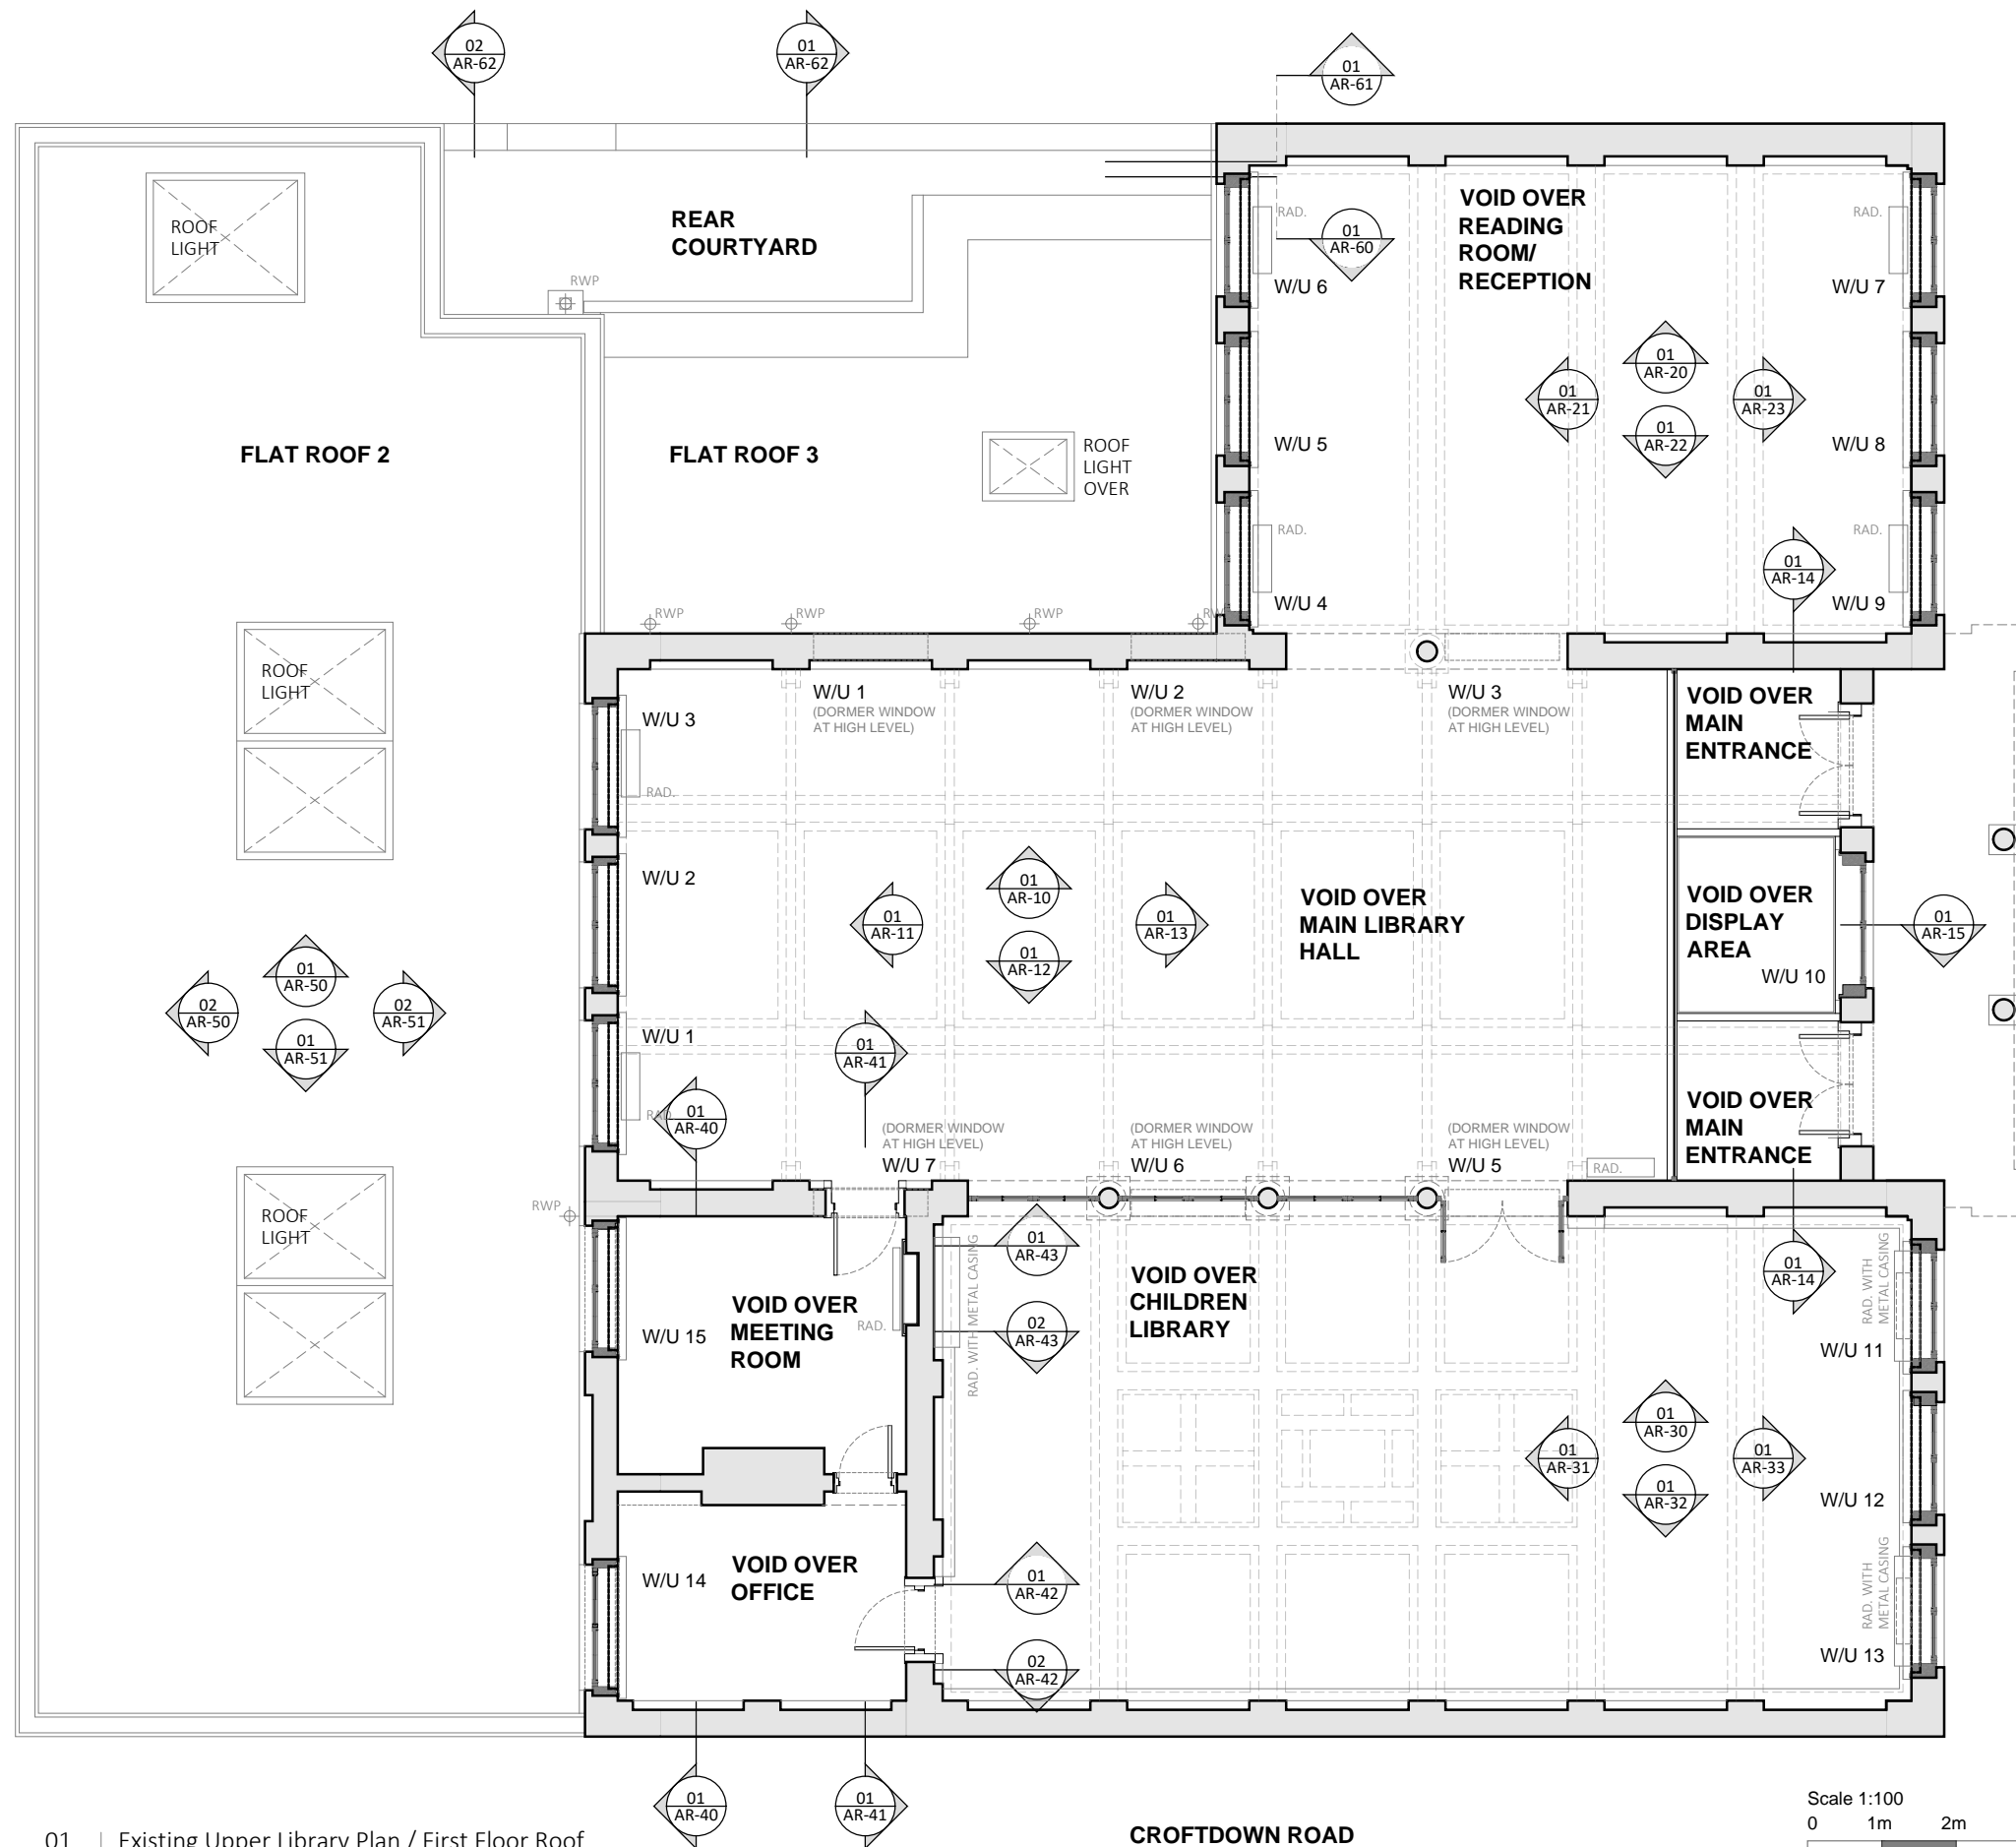 02
AR-62
01
AR-62
01
AR-61
ROOF
LIGHT
REAR
COURTYARD
RWP
RAD.
01
AR-60
W/U 6
VOID OVER
READING
ROOM/
RECEPTION
RAD.
W/U 7
FLAT ROOF 2
FLAT ROOF 3
ROOF
LIGHT
OVER
W/U 5
01
AR-20
01
AR-21
01
AR-23
01
AR-22
W/U 8
RAD.
RAD.
01
AR-14
W/U 4
W/U 9
RWP
RWP
RWP
ROOF
LIGHT
W/U 3
RAD.
W/U 1
(DORMER WINDOW
AT HIGH LEVEL)
W/U 2
(DORMER WINDOW
AT HIGH LEVEL)
W/U 3
(DORMER WINDOW
AT HIGH LEVEL)
VOID OVER
MAIN
ENTRANCE
W/U 2
01
AR-10
01
AR-11
01
AR-13
01
AR-12
VOID OVER
MAIN LIBRARY
HALL
VOID OVER
DISPLAY
AREA
W/U 10
01
AR-15
01
AR-50
02
AR-50
02
AR-51
01
AR-51
W/U 1
RAD.
01
AR-41
01
AR-40
(DORMER WINDOW
AT HIGH LEVEL)
W/U 7
(DORMER WINDOW
AT HIGH LEVEL)
W/U 6
(DORMER WINDOW
AT HIGH LEVEL)
W/U 5
RAD.
VOID OVER
MAIN
ENTRANCE
RWP
ROOF
LIGHT
W/U 15
VOID OVER
MEETING
ROOM
RAD.
RAD. WITH METAL CASING
01
AR-43
02
AR-43
VOID OVER
CHILDREN
LIBRARY
01
AR-14
RAD. WITH
METAL CASING
W/U 11
01
AR-30
01
AR-31
01
AR-33
01
AR-32
W/U 12
W/U 14
VOID OVER
OFFICE
01
AR-42
02
AR-42
RAD. WITH
METAL CASING
W/U 13
01
AR-40
01
AR-41
CROFTDOWN ROAD
Scale 1:100
0 1m 2m
01 | Existing Upper Library Plan / First Floor Roof